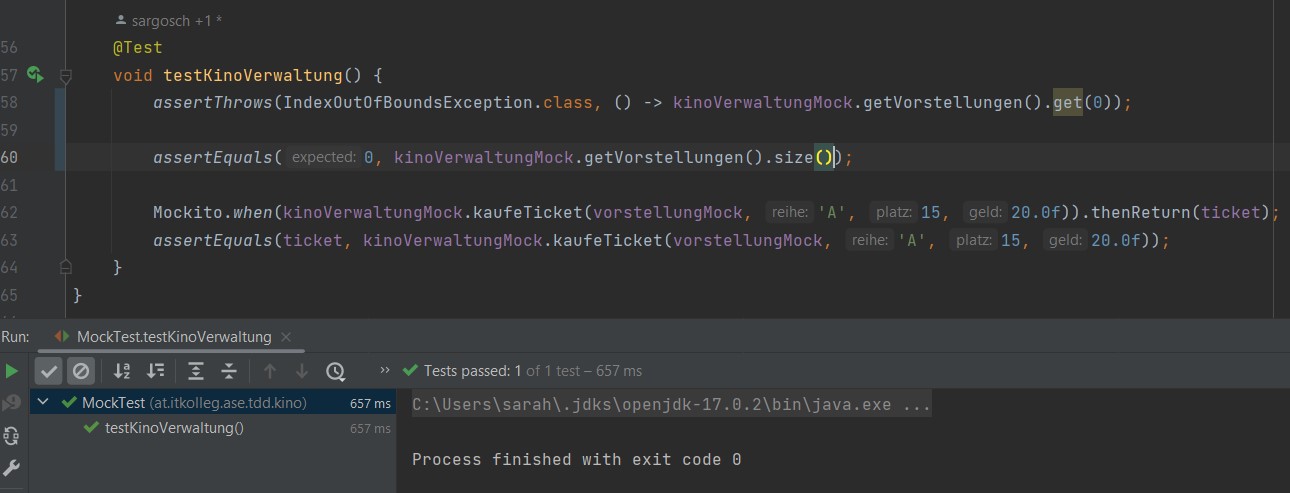 sargosch +1 *
56 @Test
57 void testKinoVerwaltung() {
58 assertThrows(IndexOutOfBoundsException.class, () -> kinoVerwaltungMock.getVorstellungen().get(0));
59
60 assertEquals( expected: 0, kinoVerwaltungMock.getVorstellungen().size());
61
62 Mockito.when(kinoVerwaltungMock.kaufeTicket(vorstellungMock, reihe: 'A', platz: 15, geld: 20.0f)).thenReturn(ticket);
63 assertEquals(ticket, kinoVerwaltungMock.kaufeTicket(vorstellungMock, reihe: 'A', platz: 15, geld: 20.0f));
64 }
65 }
Run: MockTest.testKinoVerwaltung ×
>> Tests passed: 1 of 1 test – 657 ms
MockTest (at.itkolleg.ase.tdd.kino) 657 ms
C:\Users\sarah\.jdks\openjdk-17.0.2\bin\java.exe ...
testKinoVerwaltung() 657 ms
Process finished with exit code 0